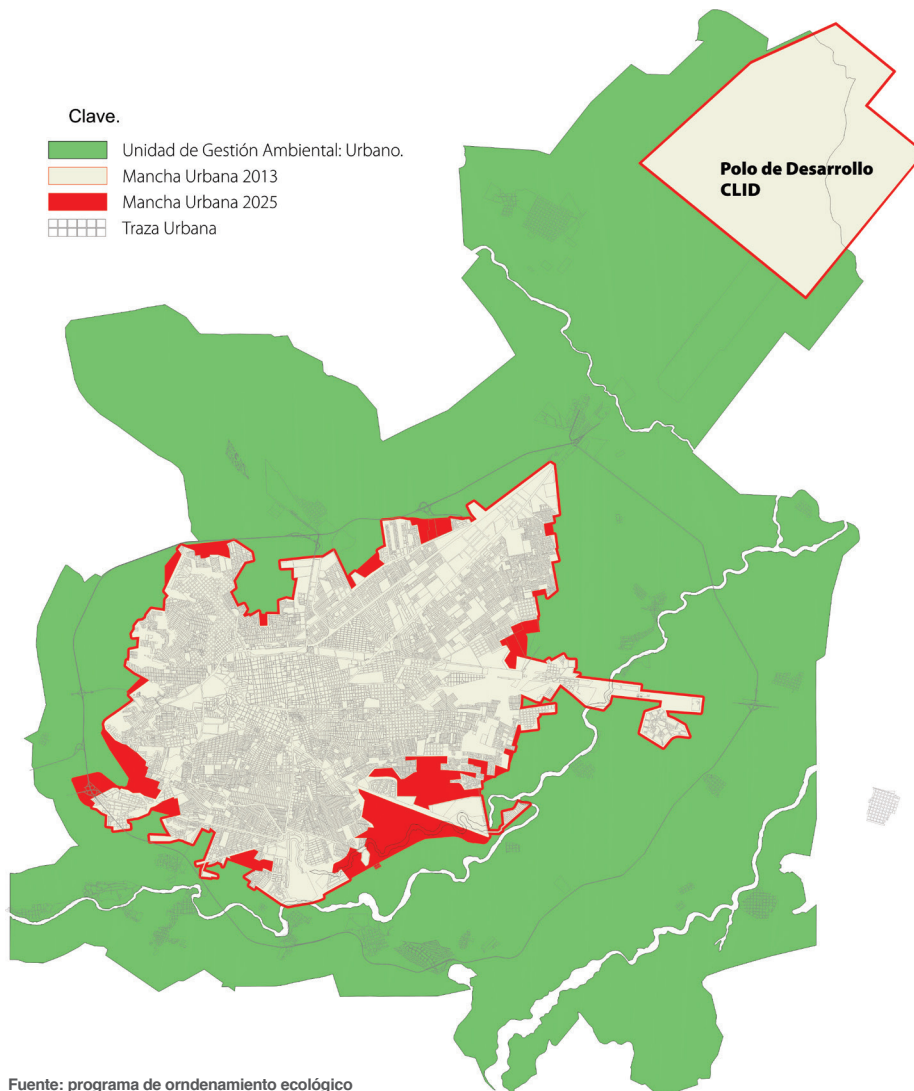 Clave.
Unidad de Gestión Ambiental: Urbano.
Mancha Urbana 2013
Mancha Urbana 2025
Traza Urbana
Polo de Desarrollo
CLID
Fuente: programa de orndenamiento ecológico